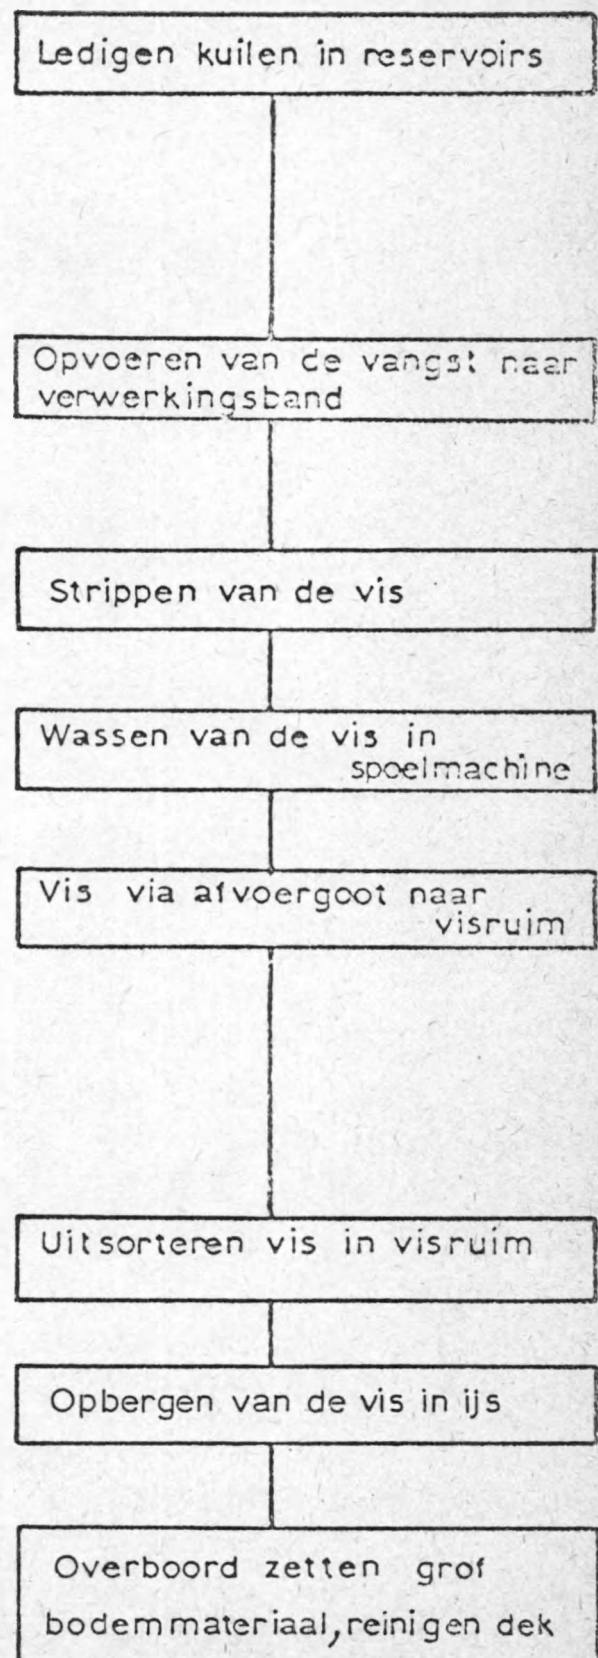 Ledigen kuilen in reservoirs
Opvoeren van de vangst naar
verwerkingsband
Strippen van de vis
Wassen van de vis in
spoelmachine
Vis via afvoergoot naar
visruim
Uitsorteren vis in visruim
Opbergen van de vis in ijs
Overboord zetten grof
bodemmateriaal, reinigen dek